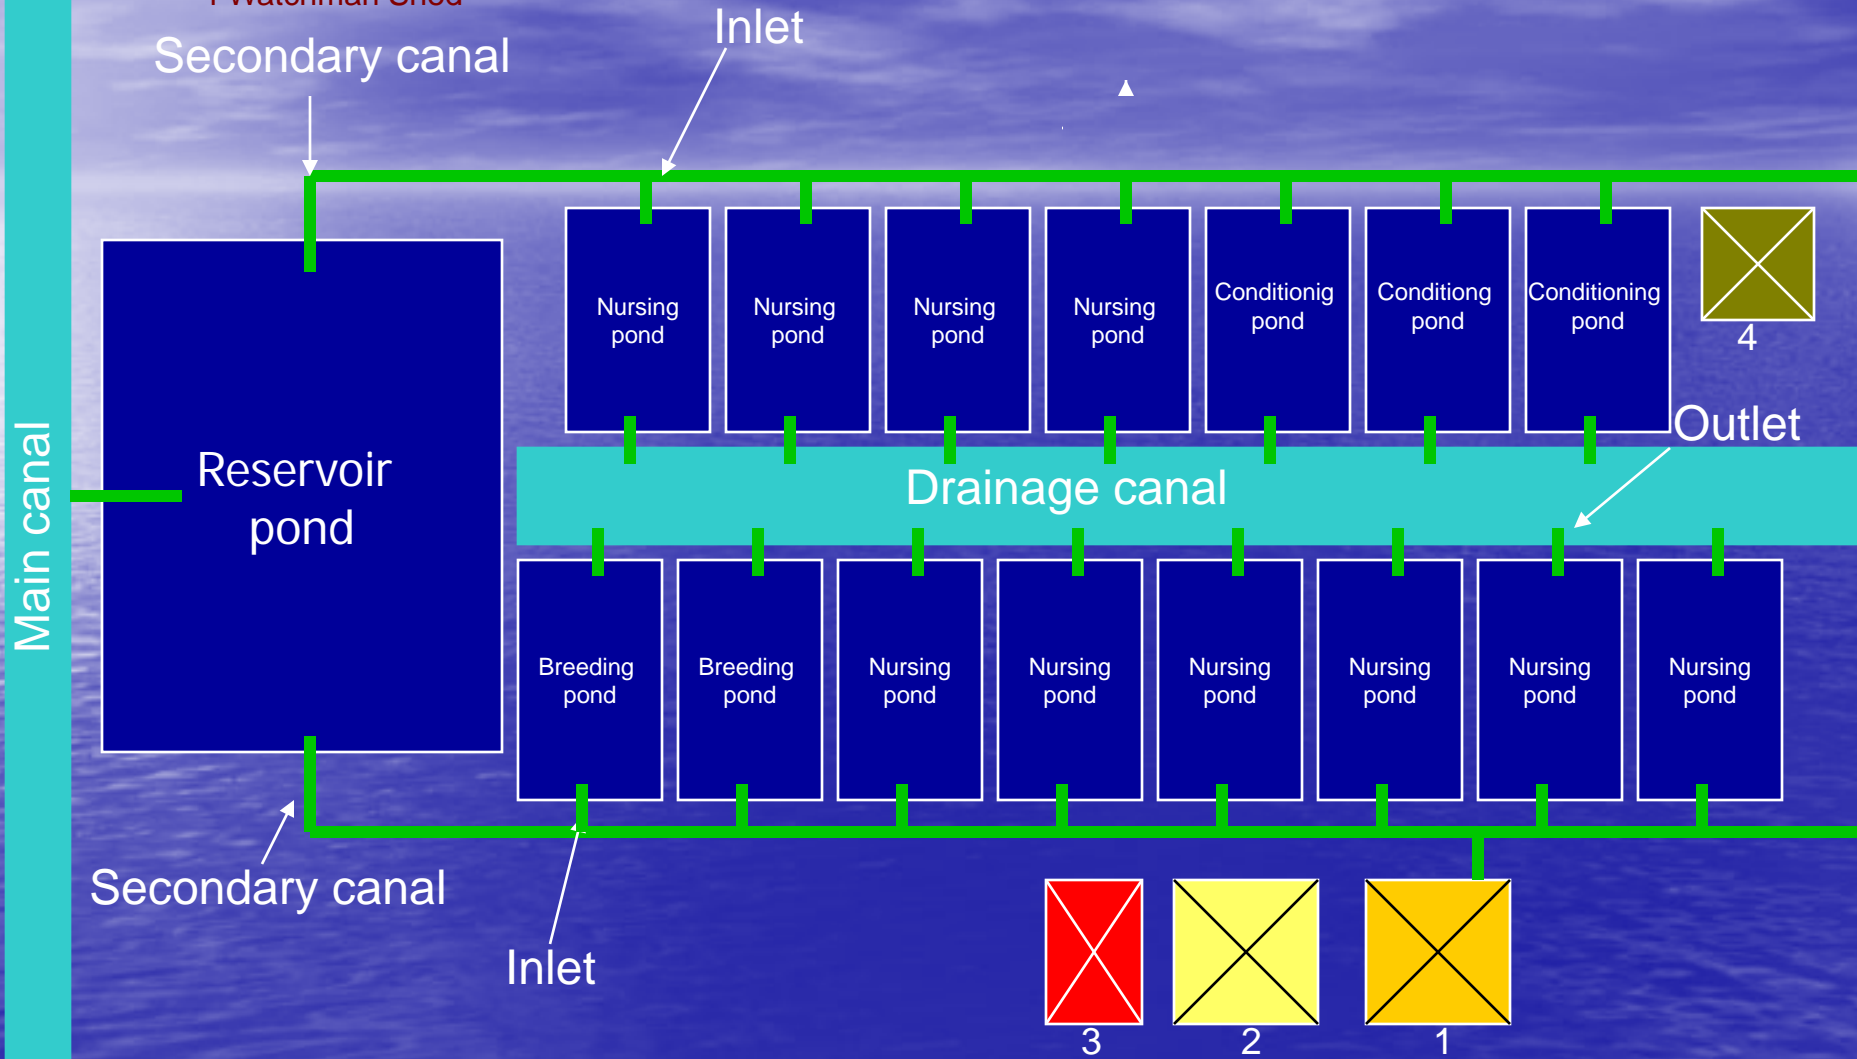 Watchman Shed
Inlet
Secondary canal
Nursing
pond
Nursing
pond
Nursing
pond
Nursing
pond
Conditionig
pond
Conditiong
pond
Conditioning
pond
4
Outlet
Main canal
Reservoir
pond
Drainage canal
Breeding
pond
Breeding
pond
Nursing
pond
Nursing
pond
Nursing
pond
Nursing
pond
Nursing
pond
Nursing
pond
Secondary canal
Inlet
3
2
1